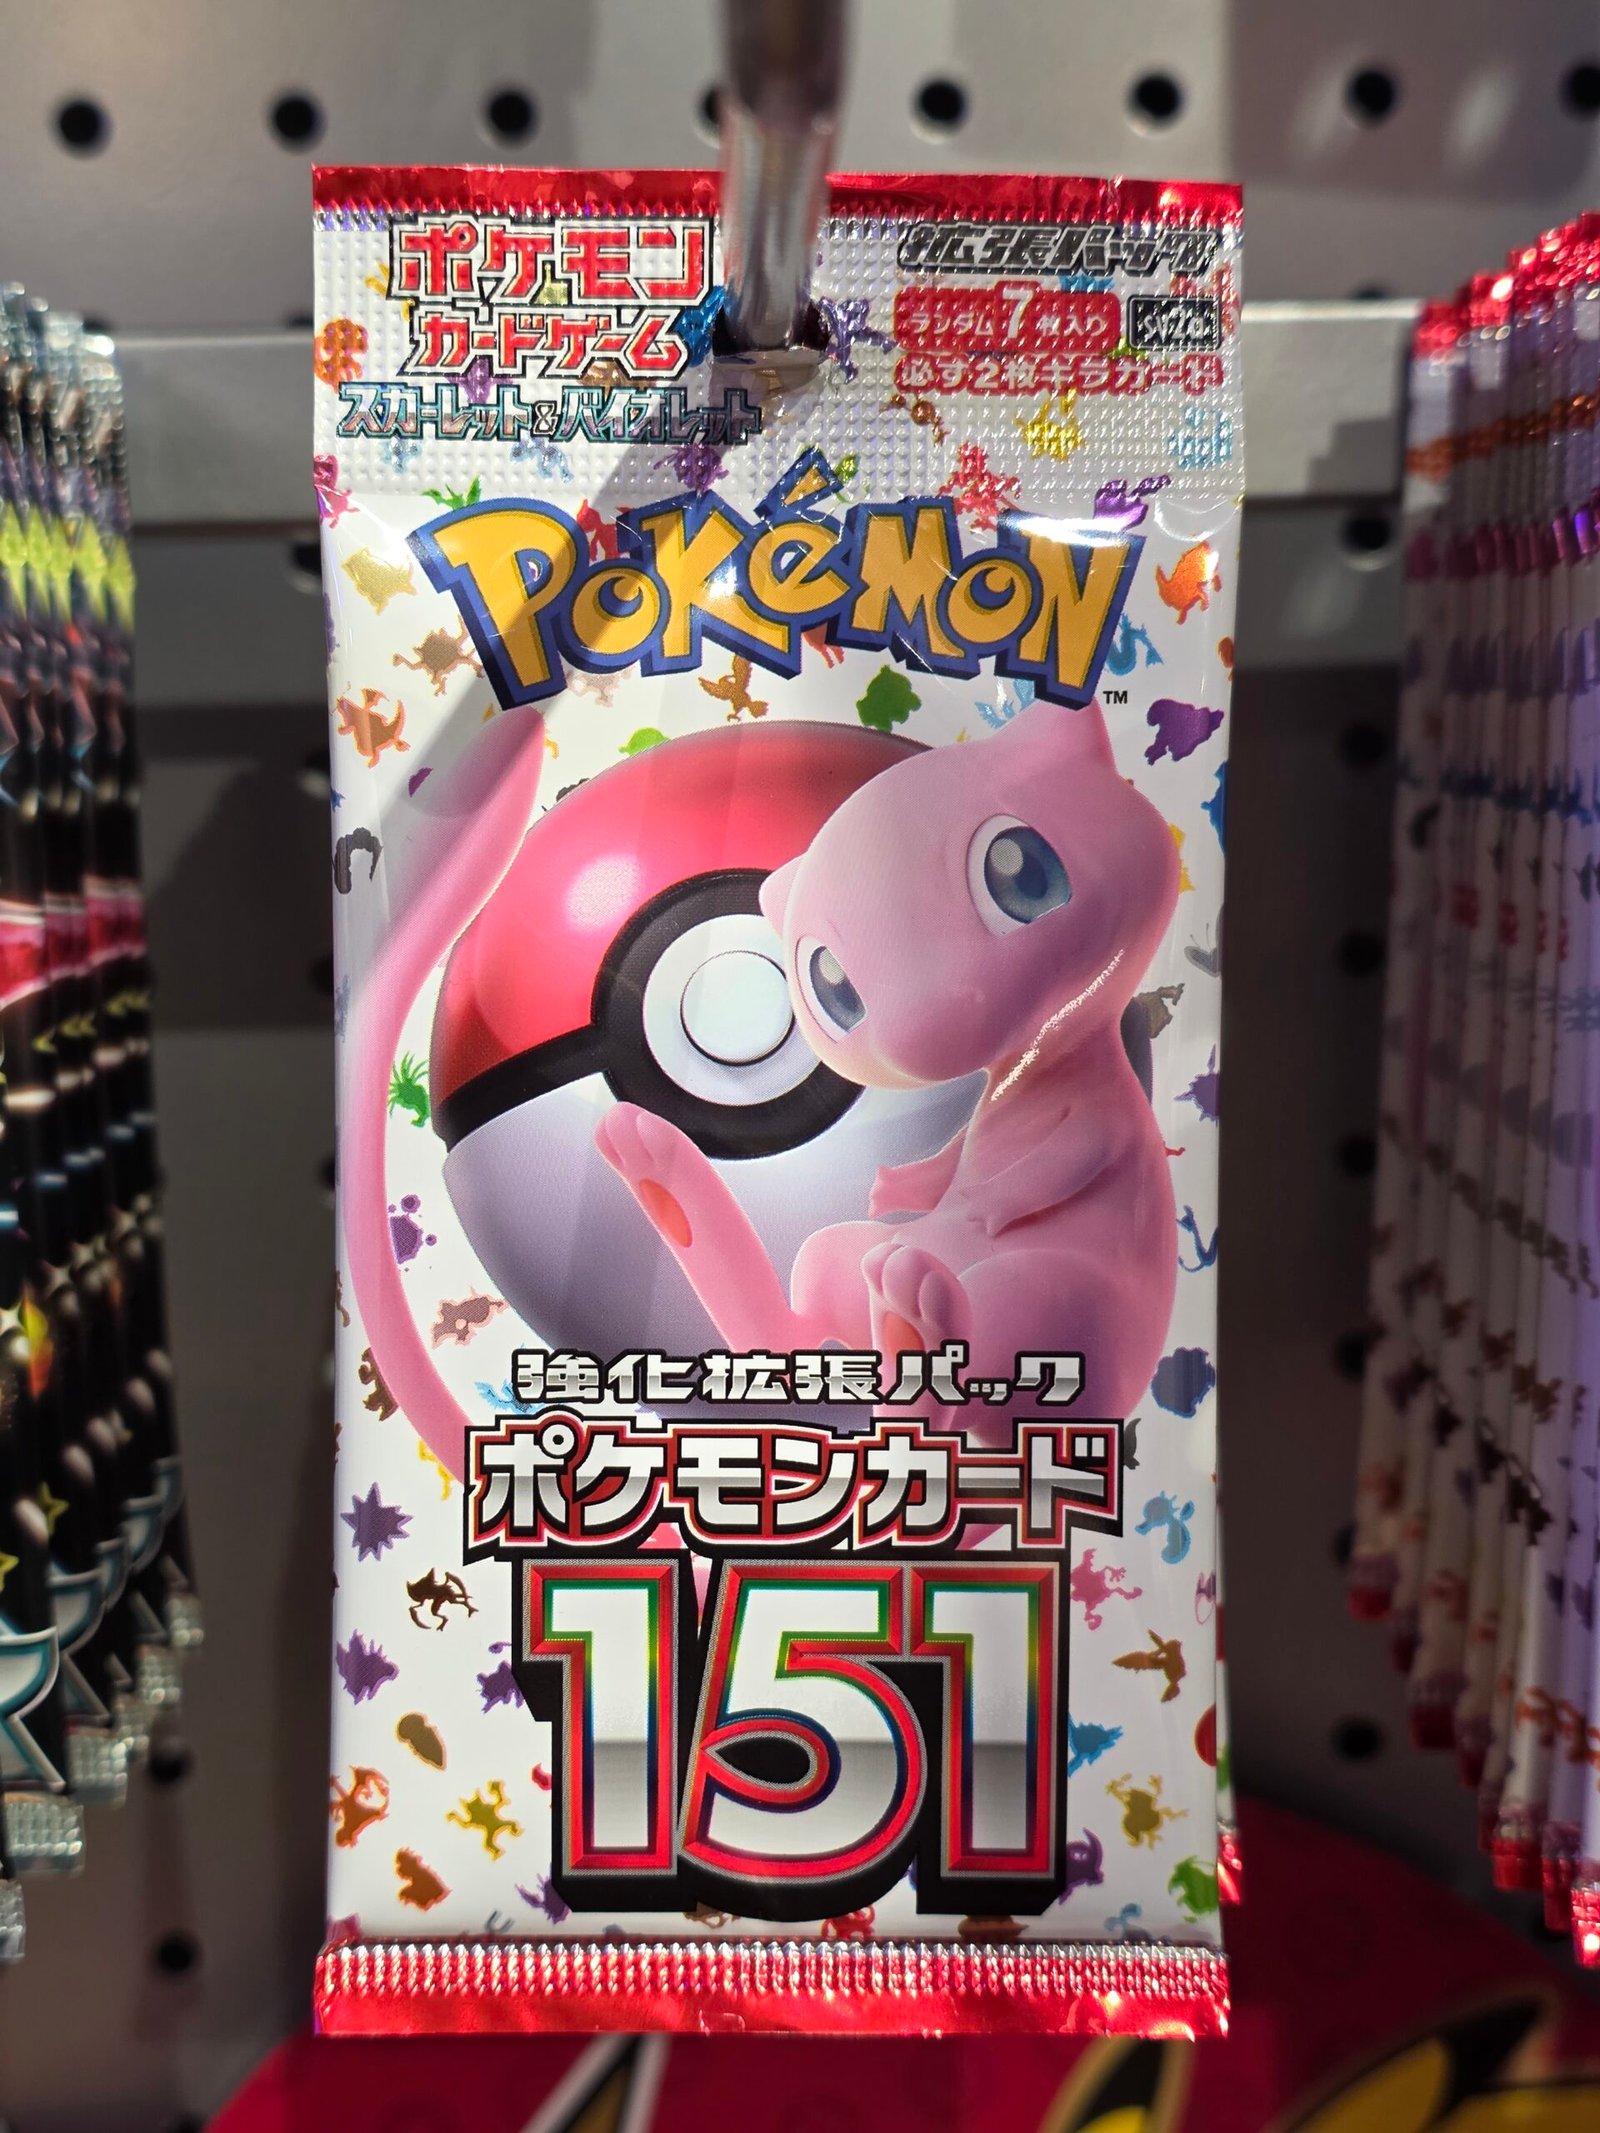 ポケモン
カードゲーム
スカーレット&バイオレット
拡張パック
ランダム7枚入り
sv2a
必ず2枚キラカード
POKéMON
TM
強化拡張パック
ポケモンカード
151